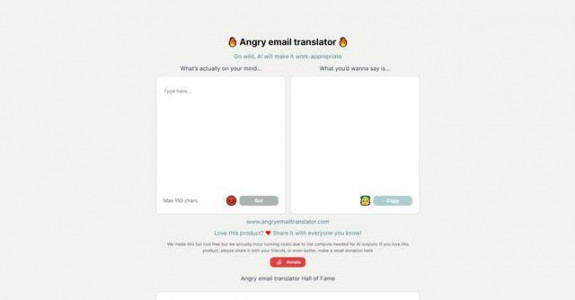 Angry email translator
Go wild, AI will make it work-appropriate
What's actually on your mind...
What you'd wanna say is...
Type here...
Max 150 chars
Go!
Copy
www.angryemailtranslator.com
Love this product? Share it with everyone you know!
We made this fun tool free but we actually incur running costs due to the compute needed for AI outputs. If you love this
product, please share it with your friends, or even better, make a small donation here
Donate
Angry email translator Hall of Fame